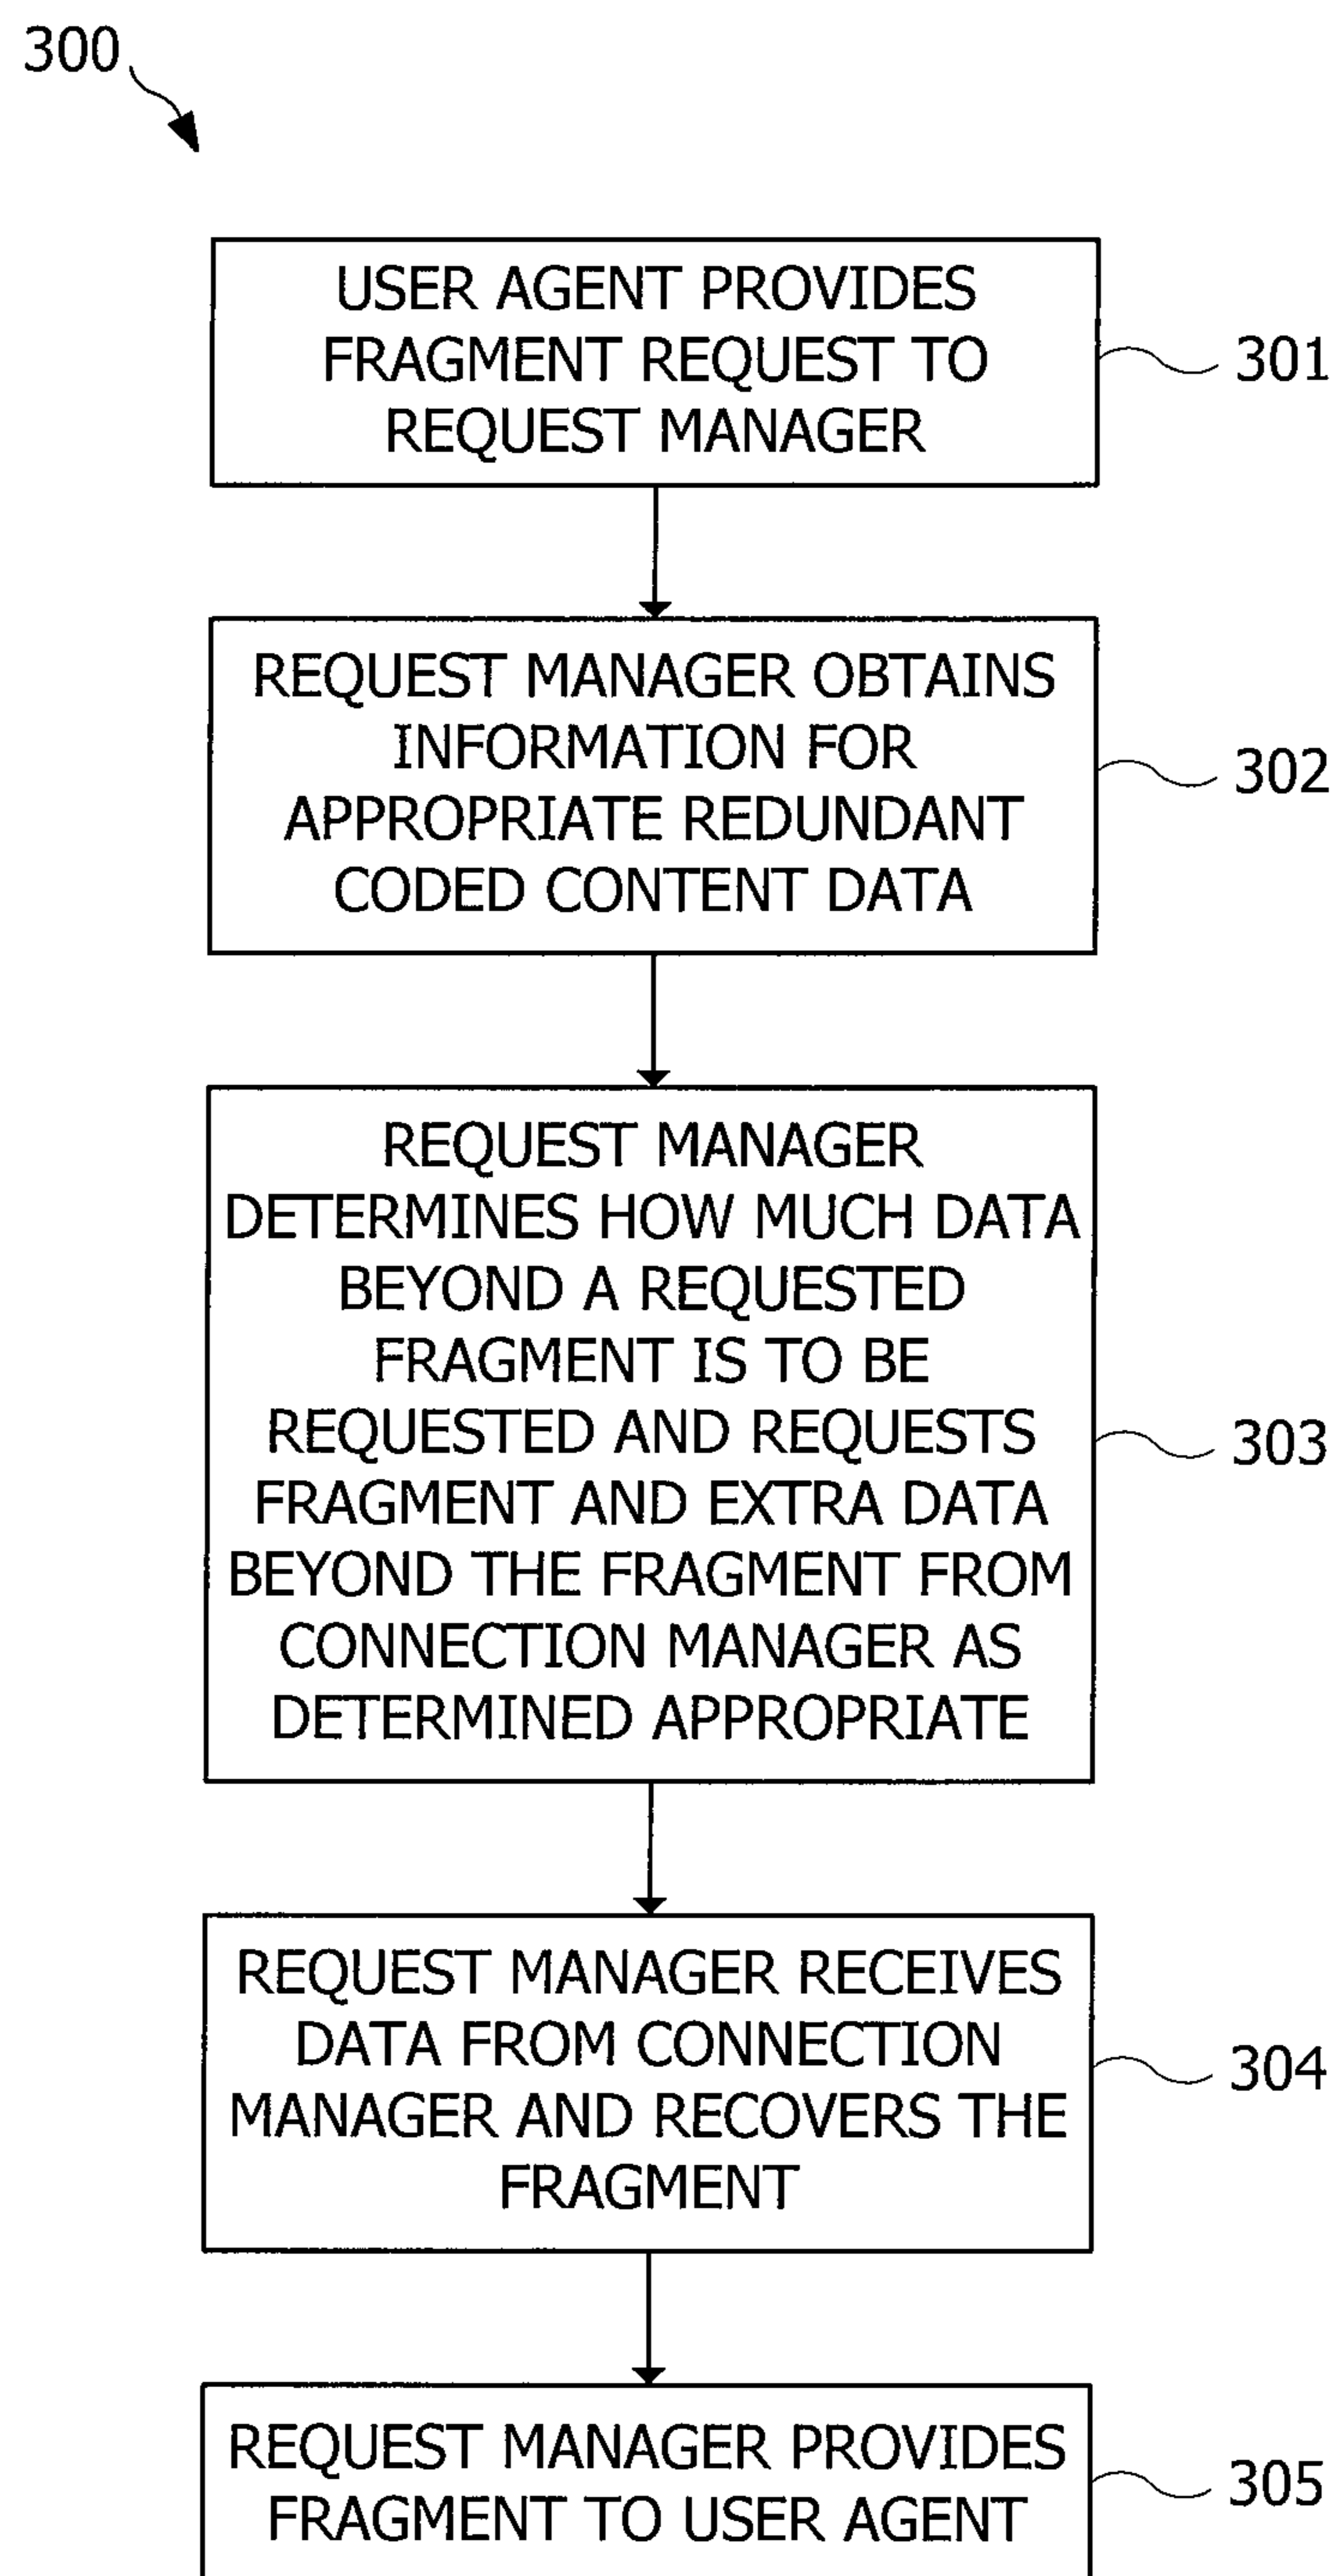 300
USER AGENT PROVIDES
FRAGMENT REQUEST TO
REQUEST MANAGER
301
REQUEST MANAGER OBTAINS
INFORMATION FOR
APPROPRIATE REDUNDANT
CODED CONTENT DATA
302
REQUEST MANAGER
DETERMINES HOW MUCH DATA
BEYOND A REQUESTED
FRAGMENT IS TO BE
REQUESTED AND REQUESTS
FRAGMENT AND EXTRA DATA
BEYOND THE FRAGMENT FROM
CONNECTION MANAGER AS
DETERMINED APPROPRIATE
303
REQUEST MANAGER RECEIVES
DATA FROM CONNECTION
MANAGER AND RECOVERS THE
FRAGMENT
304
REQUEST MANAGER PROVIDES
FRAGMENT TO USER AGENT
305